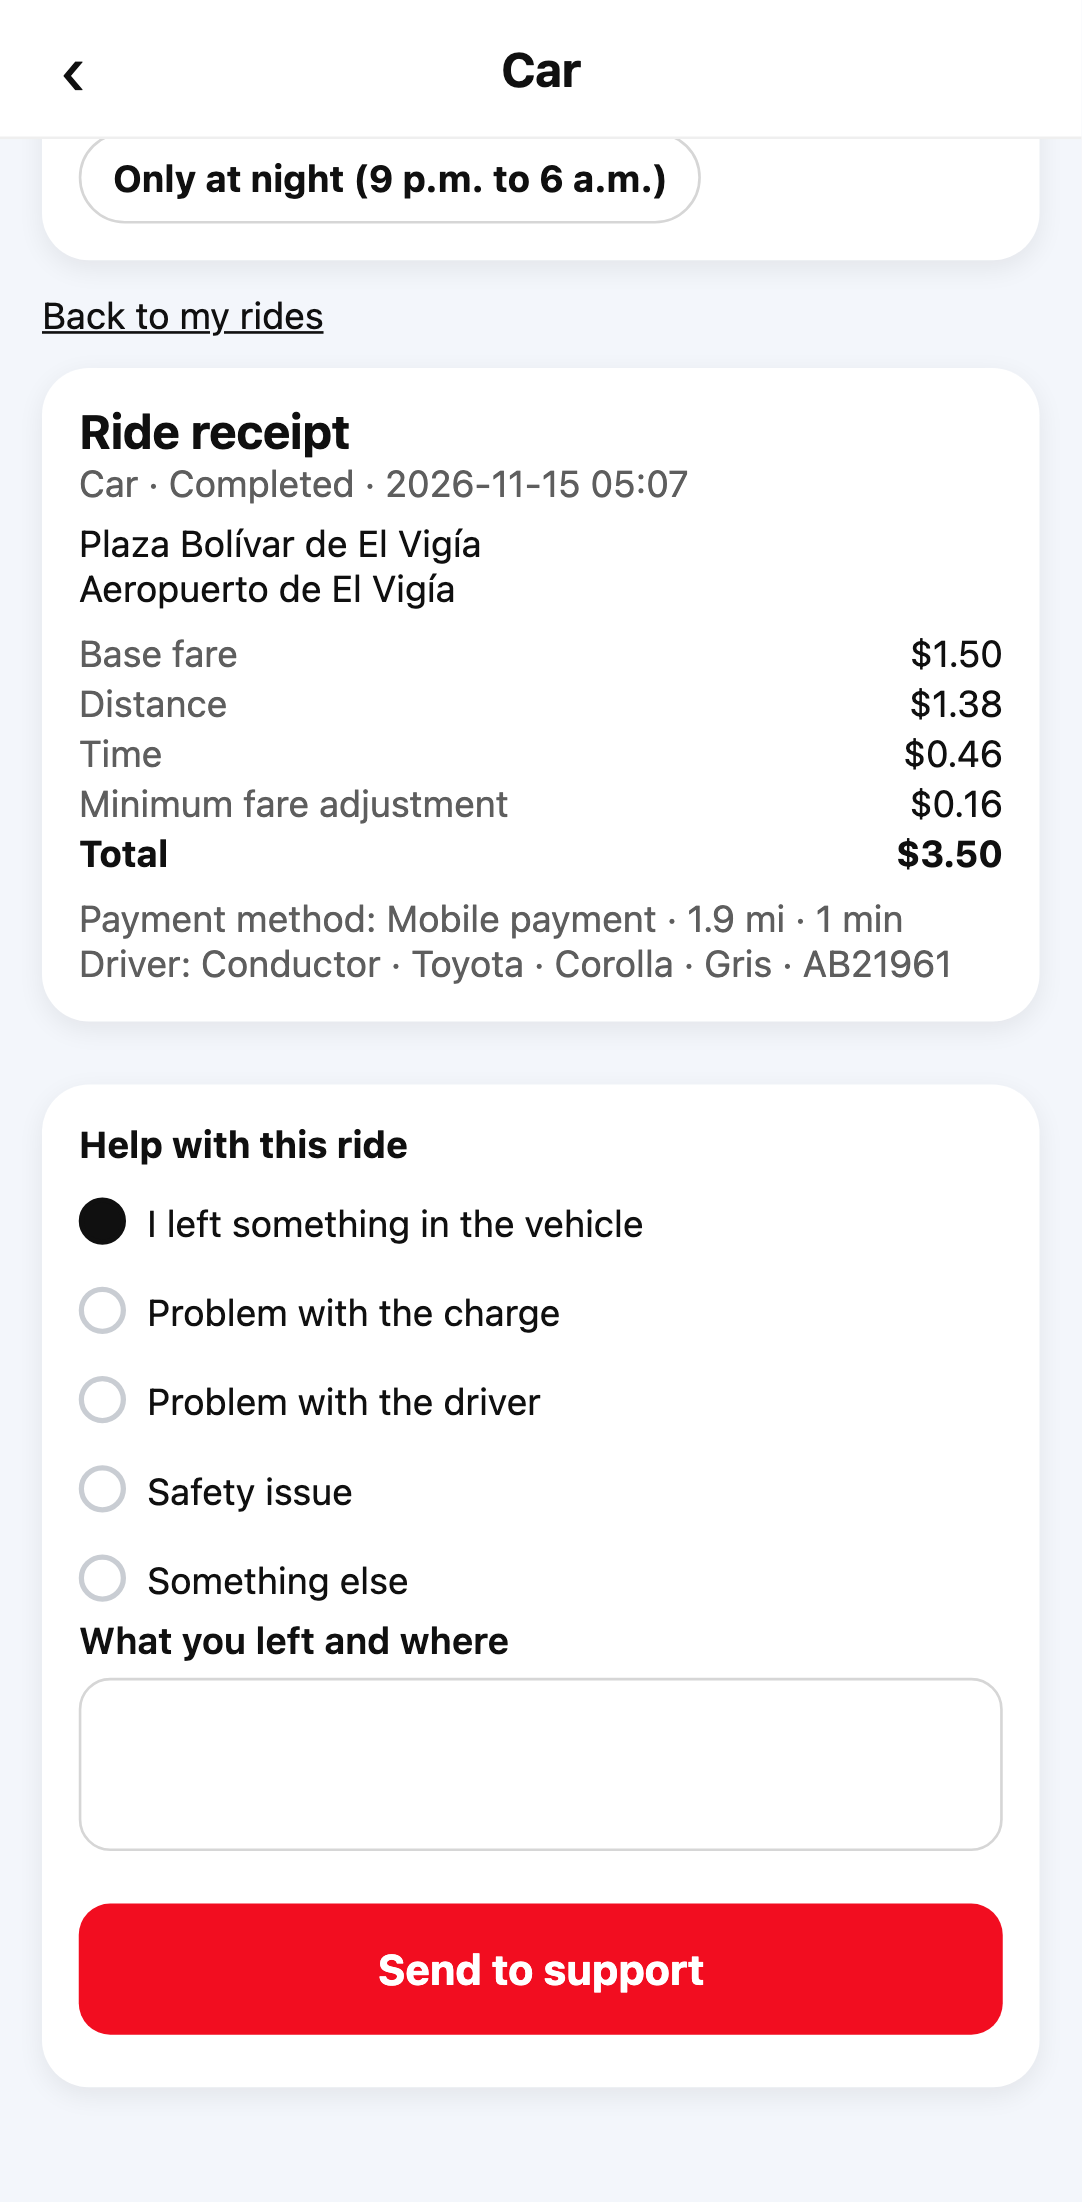 Car
Only at night (9 p.m. to 6 a.m.)
Back to my rides
Ride receipt
Car · Completed · 2026-11-15 05:07
Plaza Bolívar de El Vigía
Aeropuerto de El Vigía
Base fare $1.50
Distance $1.38
Time $0.46
Minimum fare adjustment $0.16
Total $3.50
Payment method: Mobile payment · 1.9 mi · 1 min
Driver: Conductor · Toyota · Corolla · Gris · AB21961
Help with this ride
I left something in the vehicle
Problem with the charge
Problem with the driver
Safety issue
Something else
What you left and where
Send to support